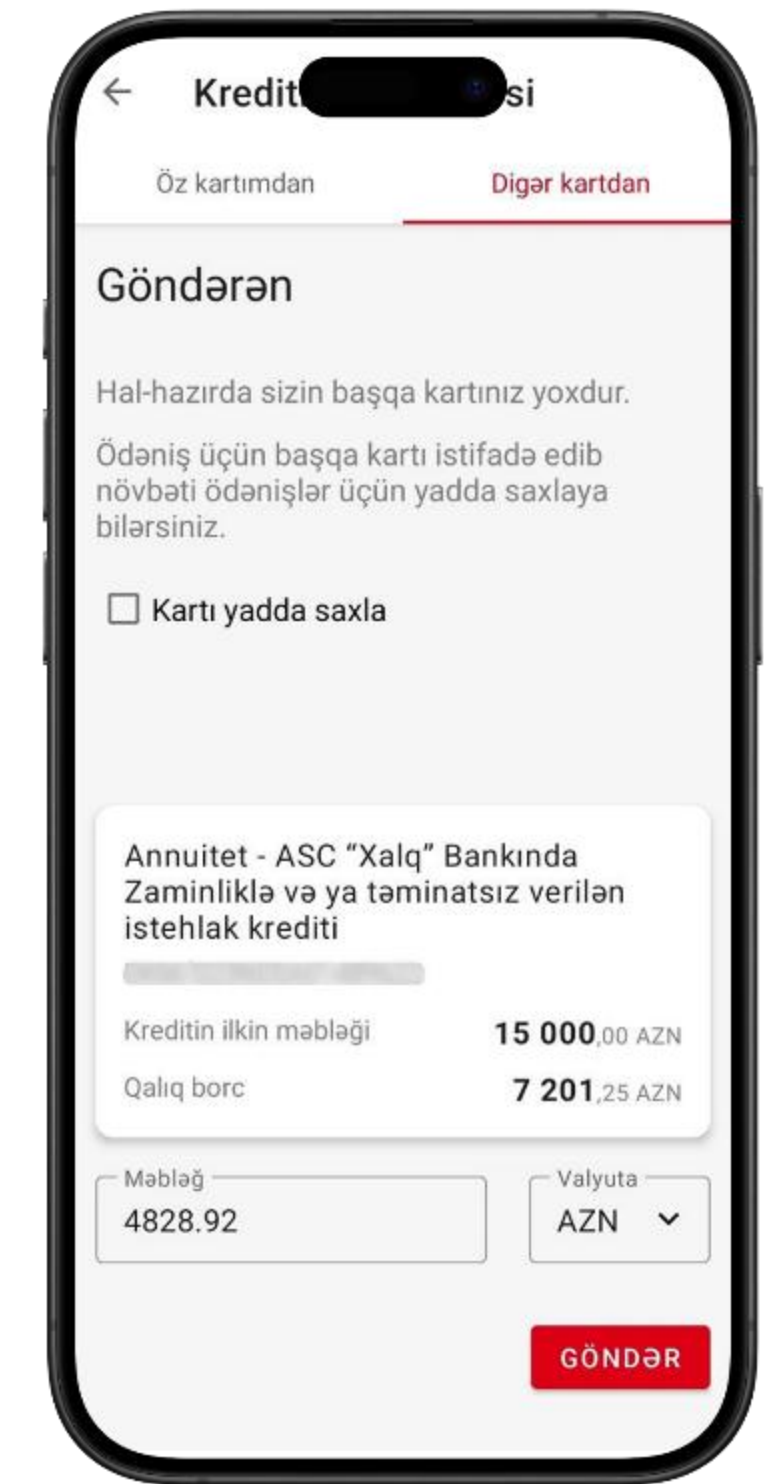 Kredit si
Öz kartımdan Digər kartdan
Göndərən
Hal-hazırda sizin başqa kartınız yoxdur.
Ödəniş üçün başqa kartı istifadə edib
növbəti ödənişlər üçün yadda saxlaya
bilərsiniz.
Kartı yadda saxla
Annuitet - ASC “Xalq” Bankında
Zaminliklə və ya təminatsız verilən
istehlak krediti
Kreditin ilkin məbləği 15 000,00 AZN
Qalıq borc 7 201,25 AZN
Məbləğ Valyuta
4828.92 AZN
GÖNDƏR